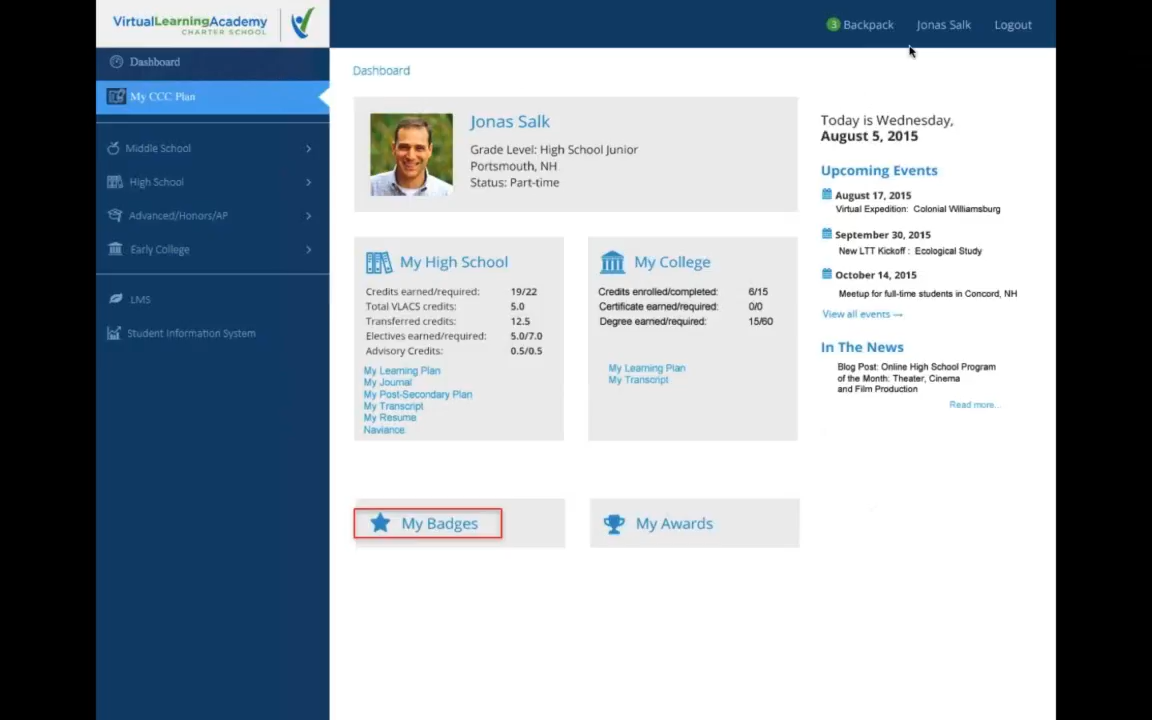 VirtualLearningAcademy
CHARTER SCHOOL
3 Backpack
Jonas Salk
Logout
Dashboard
My CCC Plan
Middle School
High School
Advanced/Honors/AP
Early College
LMS
Student Information System
Dashboard
Jonas Salk
Grade Level: High School Junior
Portsmouth, NH
Status: Part-time
My High School
Credits earned/required: 19/22
Total VLACS credits: 5.0
Transferred credits: 12.5
Electives earned/required: 5.0/7.0
Advisory Credits: 0.5/0.5
My Learning Plan
My Journal
My Post-Secondary Plan
My Transcript
My Resume
Naviance
My College
Credits enrolled/completed: 6/15
Certificate earned/required: 0/0
Degree earned/required: 15/60
My Learning Plan
My Transcript
My Badges
My Awards
Today is Wednesday,
August 5, 2015
Upcoming Events
August 17, 2015
Virtual Expedition: Colonial Williamsburg
September 30, 2015
New LTT Kickoff : Ecological Study
October 14, 2015
Meetup for full-time students in Concord, NH
View all events →
In The News
Blog Post: Online High School Program
of the Month: Theater, Cinema
and Film Production
Read more...